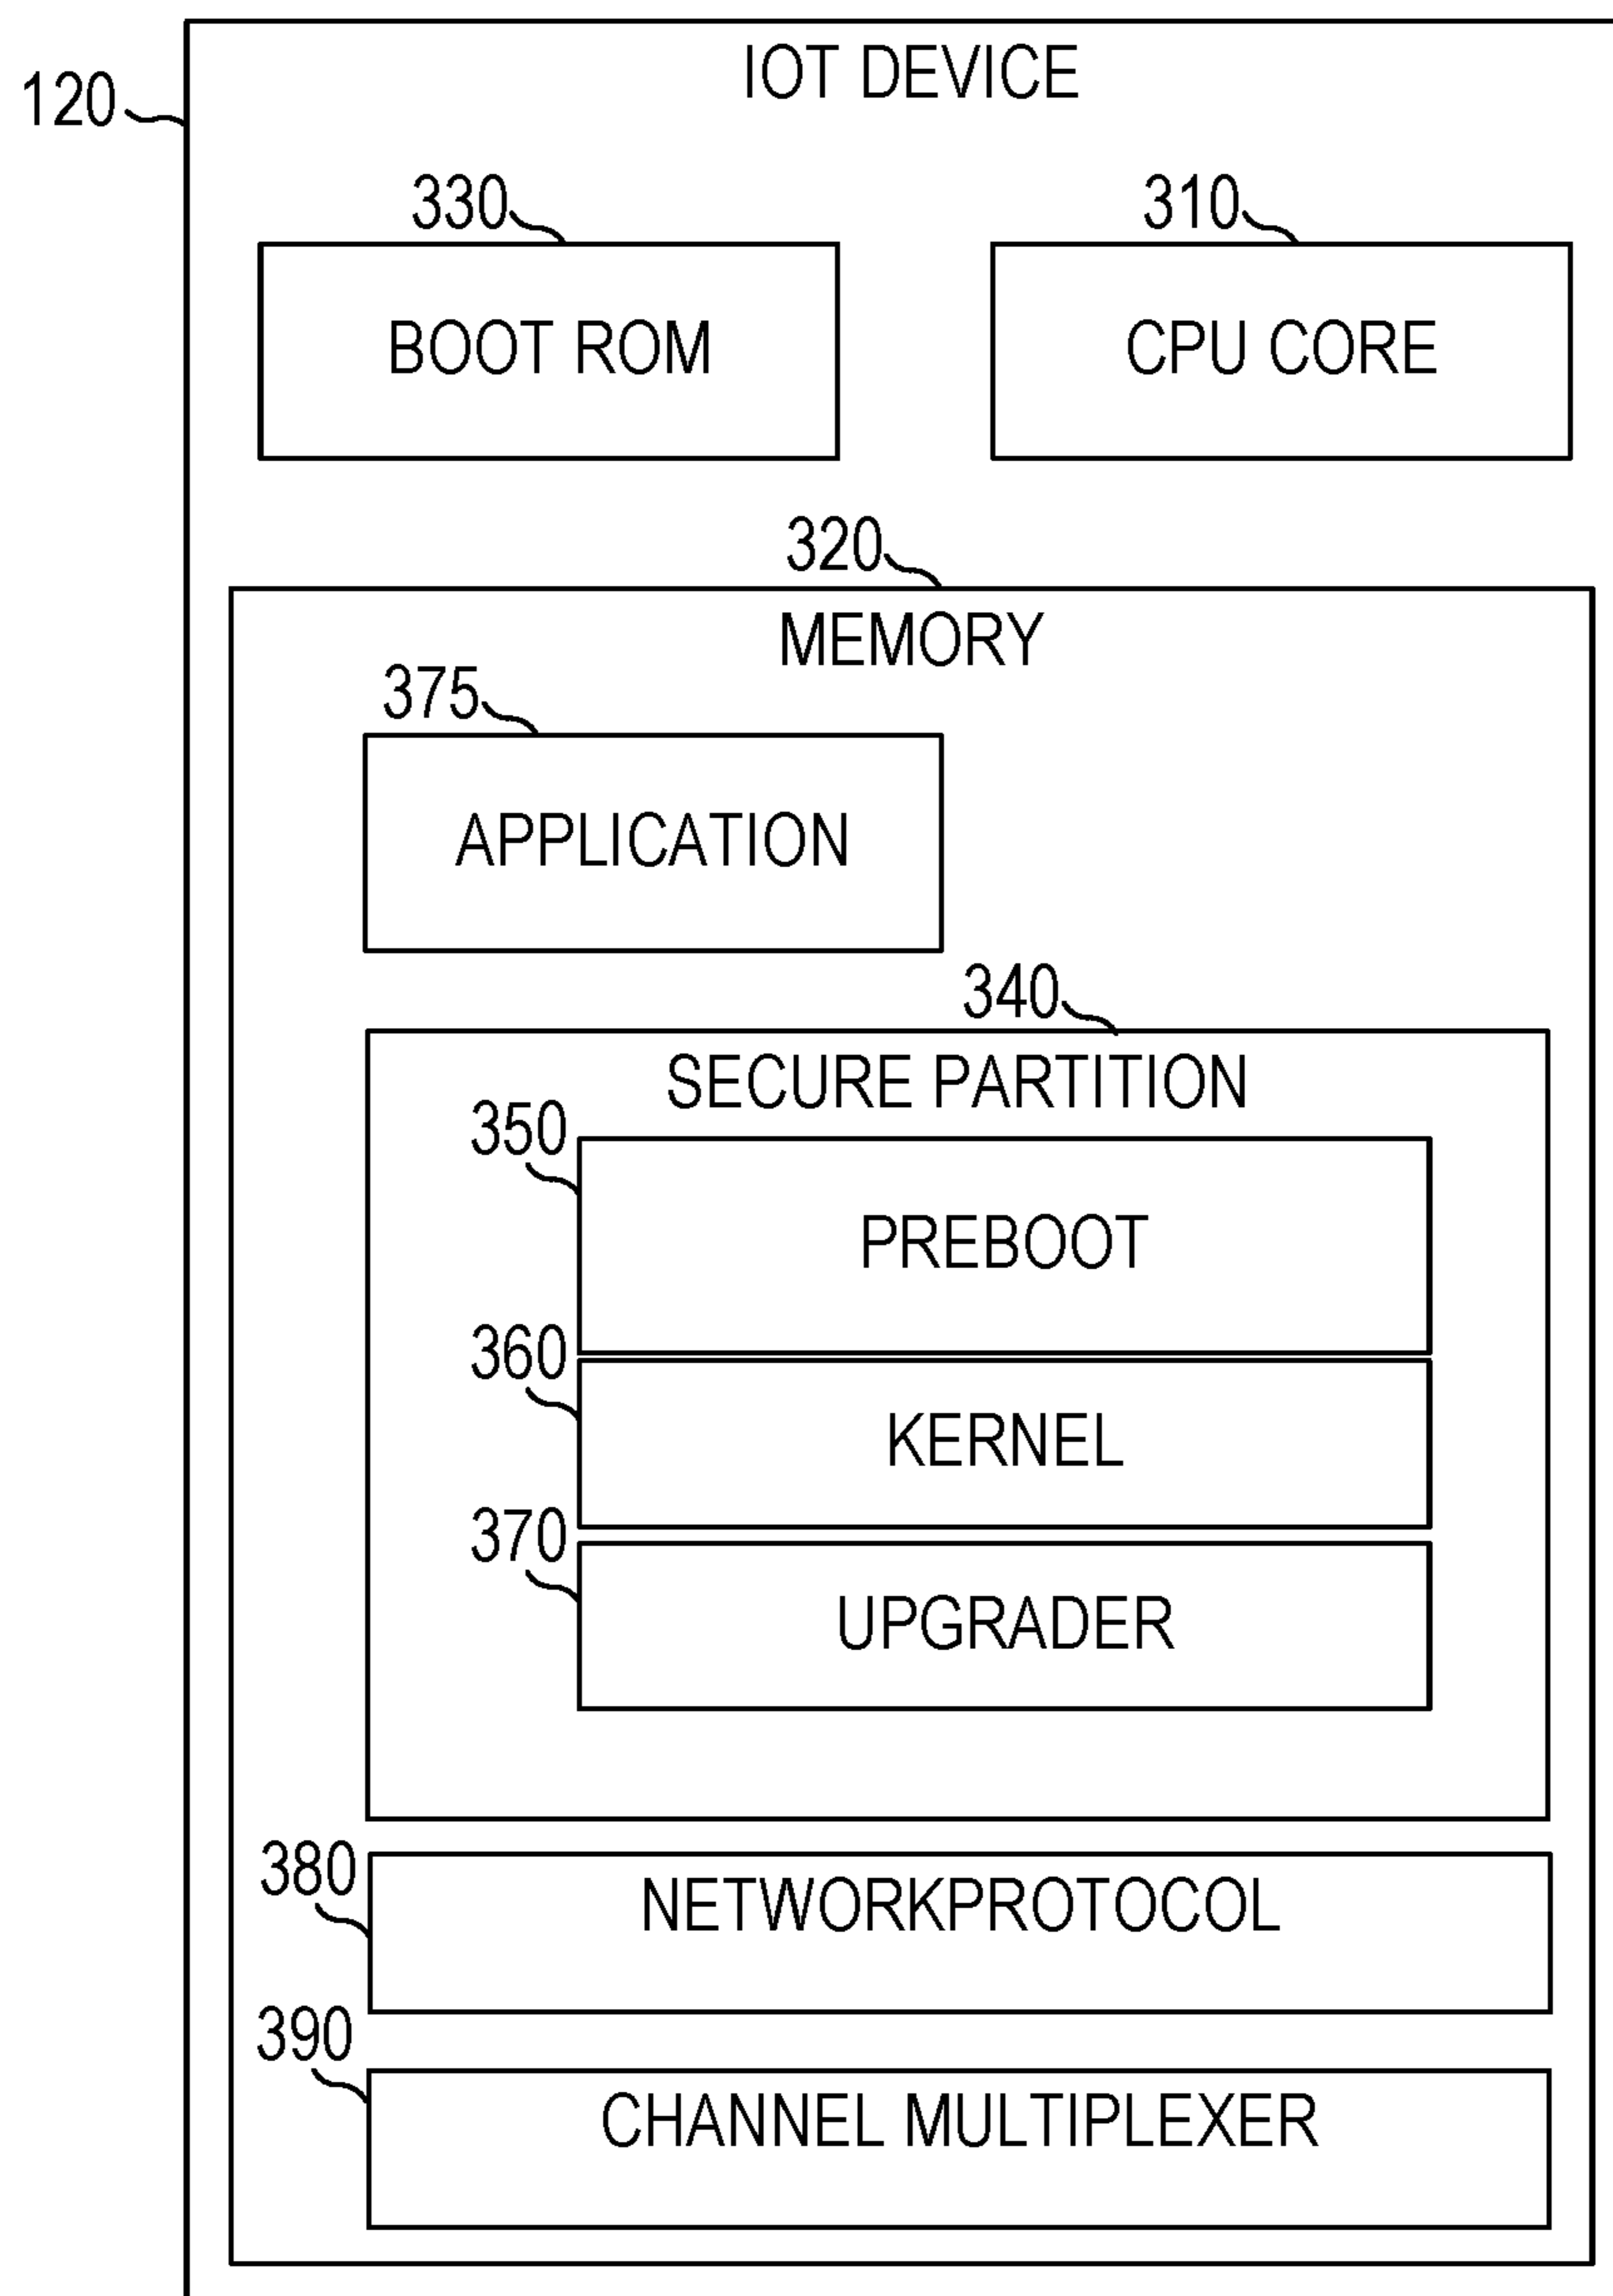 IOT DEVICE
120
330
310
BOOT ROM
CPU CORE
320
MEMORY
375
APPLICATION
340
SECURE PARTITION
350
PREBOOT
360
KERNEL
370
UPGRADER
380
NETWORKPROTOCOL
390
CHANNEL MULTIPLEXER